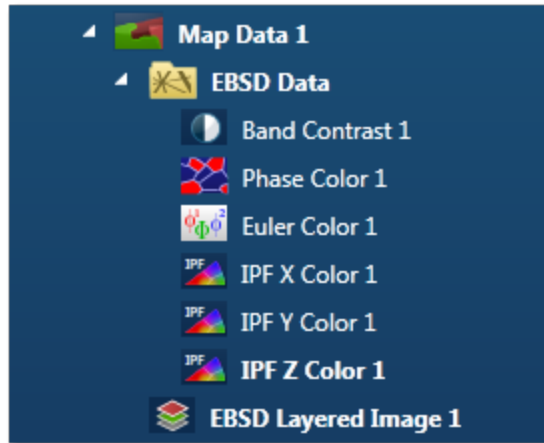 Map Data 1
EBSD Data
Band Contrast 1
Phase Color 1
Euler Color 1
IPF X Color 1
IPF Y Color 1
IPF Z Color 1
EBSD Layered Image 1